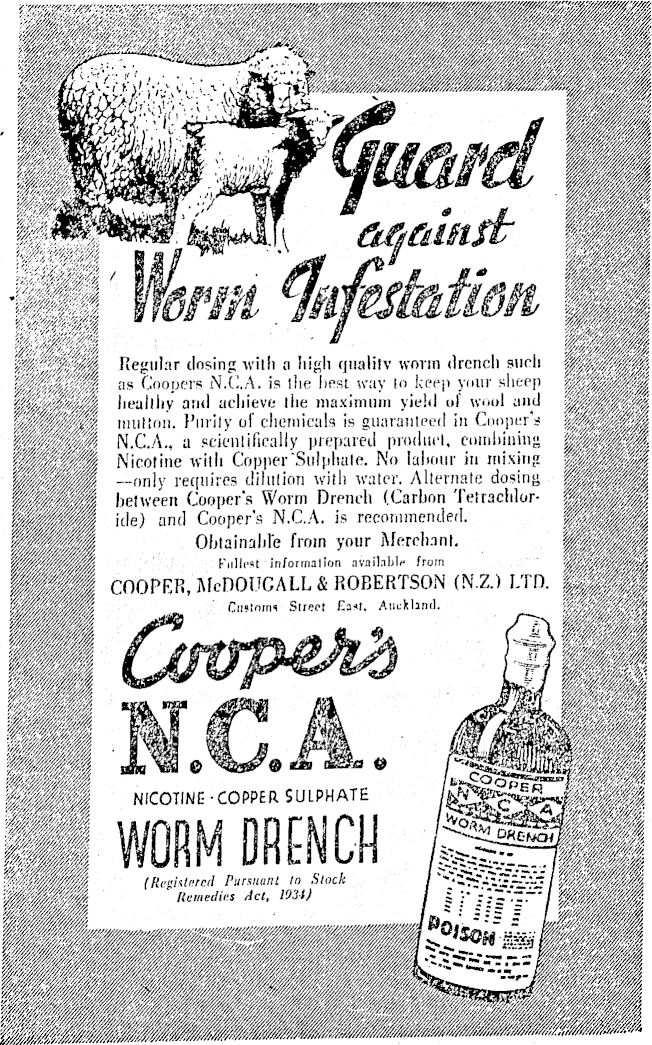 Guard
against
Worm Infestation
Regular dosing with a high quality worm drench such
as Coopers N.C.A. is the best way to keep your sheep
healthy and achieve the maximum yield of wool and
mutton. Purity of chemicals is guaranteed in Cooper's
N.C.A., a scientifically prepared product, combining
Nicotine with Copper Sulphate. No labour in mixing
—only requires dilution with water. Alternate dosing
between Cooper's Worm Drench (Carbon Tetrachlor-
ide) and Cooper's N.C.A. is recommended.
Obtainable from your Merchant.
Fullest information available from
COOPER, McDOUGALL & ROBERTSON (N.Z.) LTD.
Customs Street East, Auckland.
Cooper's
N.C.A.
NICOTINE · COPPER SULPHATE
WORM DRENCH
(Registered Pursuant to Stock
Remedies Act, 1934)
COOPER
N C A
WORM DRENCH
POISON